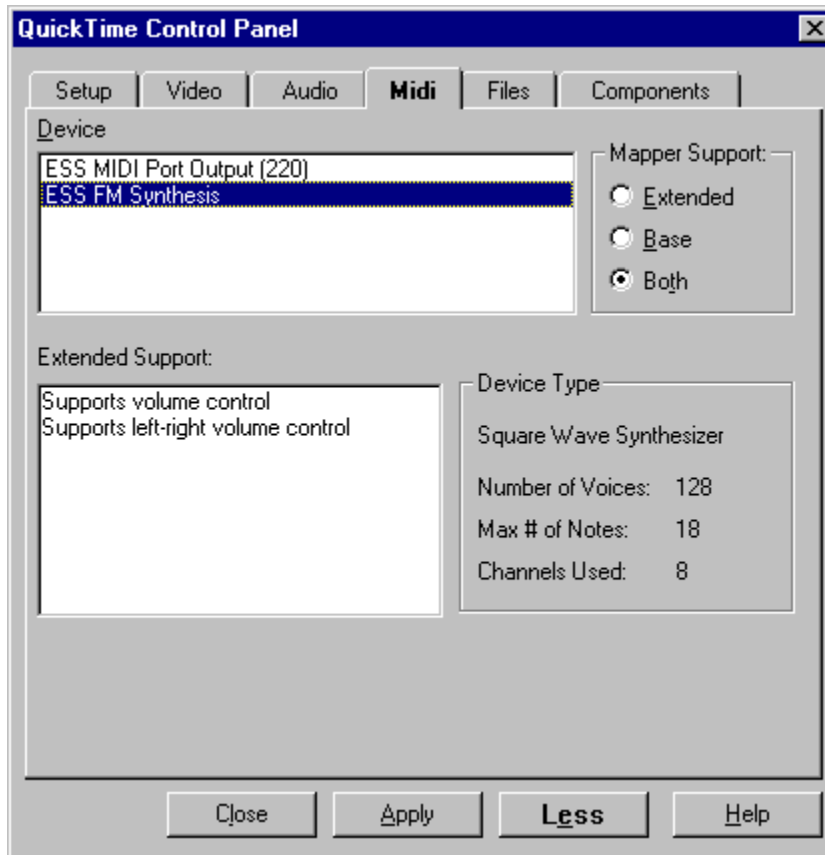 QuickTime Control Panel
Setup Video Audio Midi Files Components
Device
ESS MIDI Port Output (220)
ESS FM Synthesis
Mapper Support:
Extended
Base
Both
Extended Support:
Supports volume control
Supports left-right volume control
Device Type
Square Wave Synthesizer
Number of Voices: 128
Max # of Notes: 18
Channels Used: 8
Close Apply Less Help